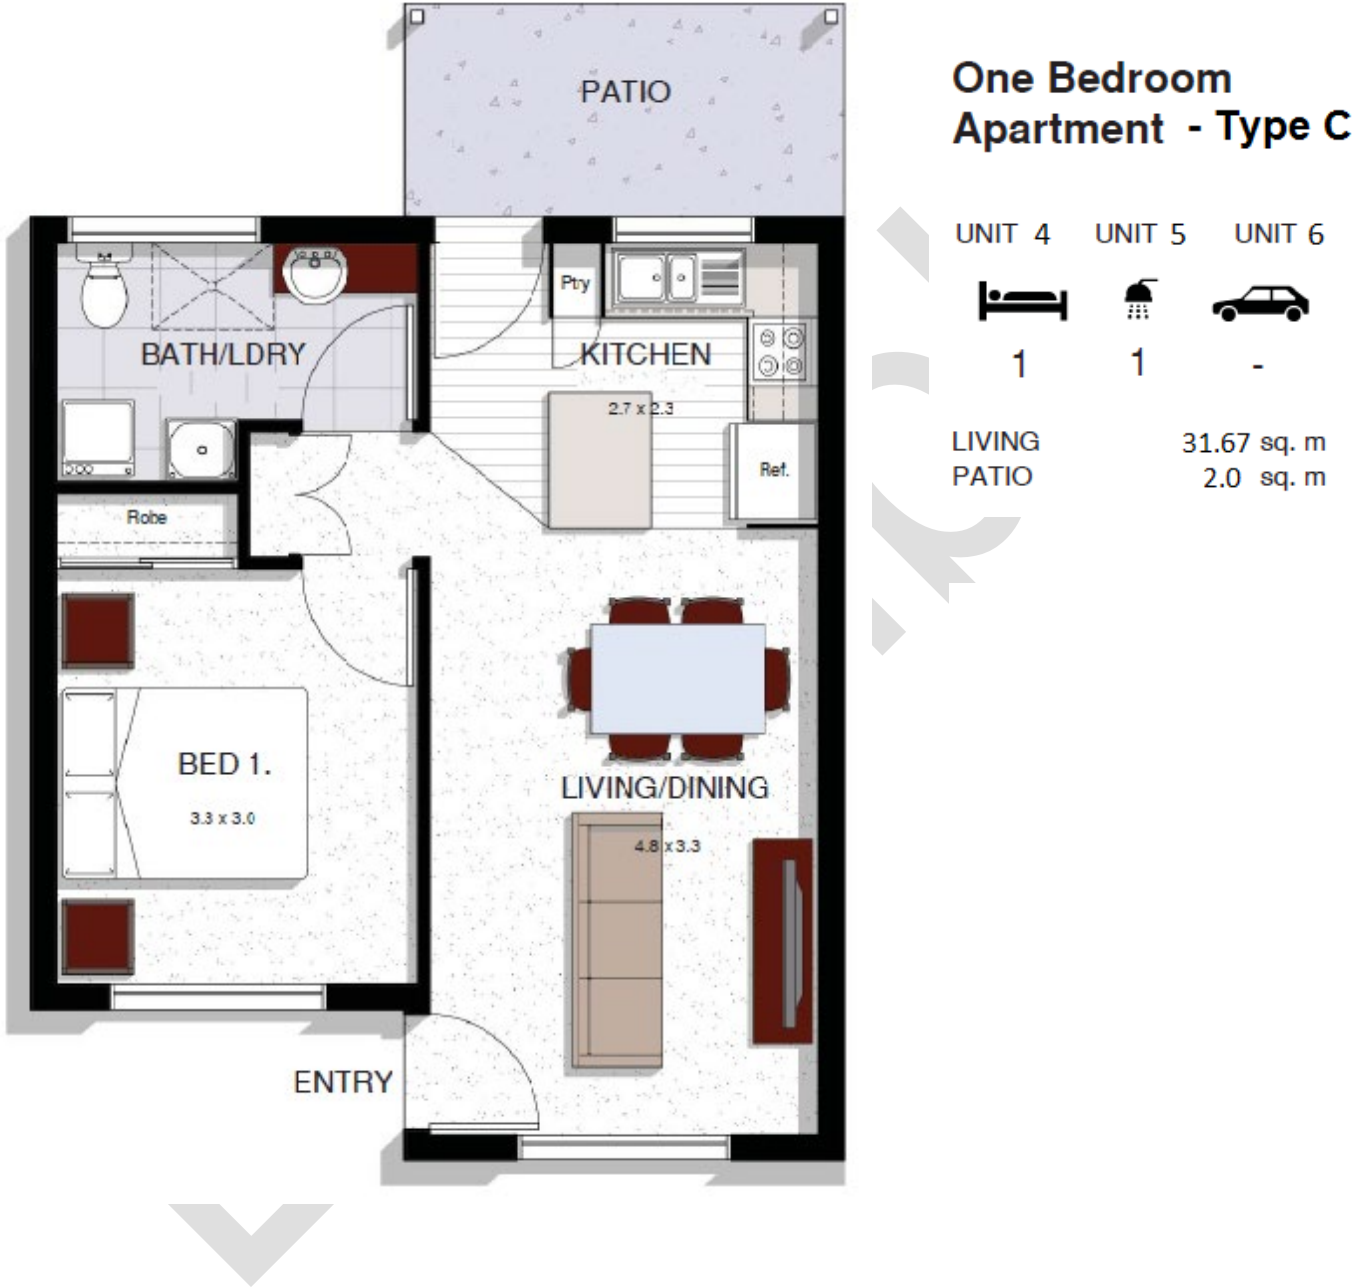 PATIO
One Bedroom
Apartment - Type C
UNIT 4 UNIT 5 UNIT 6
1 1 -
LIVING 31.67 sq. m
PATIO 2.0 sq. m
Ptry
BATH/LDRY
KITCHEN
2.7 x 2.3
Ref.
Robe
BED 1.
3.3 x 3.0
LIVING/DINING
4.8 x 3.3
ENTRY